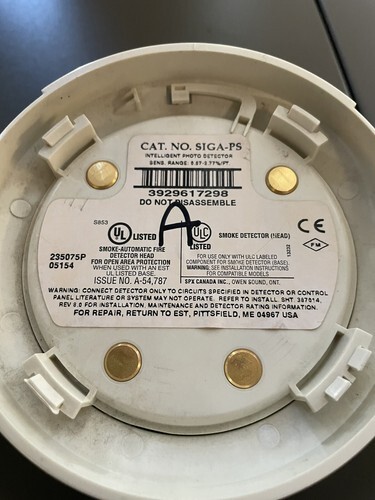 CAT. NO. SIGA-PS
INTELLIGENT PHOTO DETECTOR
SENS. RANGE: 0.67-3.77%/FT.
3929617298
DO NOT DISASSEMBLE
A
S853
UL LISTED
ULC LISTED
SMOKE DETECTOR (HEAD)
CE
FM
235075P
05154
SMOKE-AUTOMATIC FIRE
DETECTOR HEAD
FOR OPEN AREA PROTECTION
WHEN USED WITH AN EST
UL LISTED BASE.
ISSUE NO. A-54,787
FOR USE ONLY WITH ULC LABELED
COMPONENT FOR SMOKE DETECTOR (BASE).
WARNING: SEE INSTALLATION INSTRUCTIONS
FOR COMPATIBLE MODELS.
SPX CANADA INC., OWEN SOUND, ONT.
WARNING: CONNECT DETECTOR ONLY TO CIRCUITS SPECIFIED IN DETECTOR OR CONTROL
PANEL LITERATURE OR SYSTEM MAY NOT OPERATE. REFER TO INSTALL. SHT. 387014,
REV 8.0 FOR INSTALLATION, MAINTENANCE AND DETECTOR RATING INFORMATION.
FOR REPAIR, RETURN TO EST, PITTSFIELD, ME 04967 USA